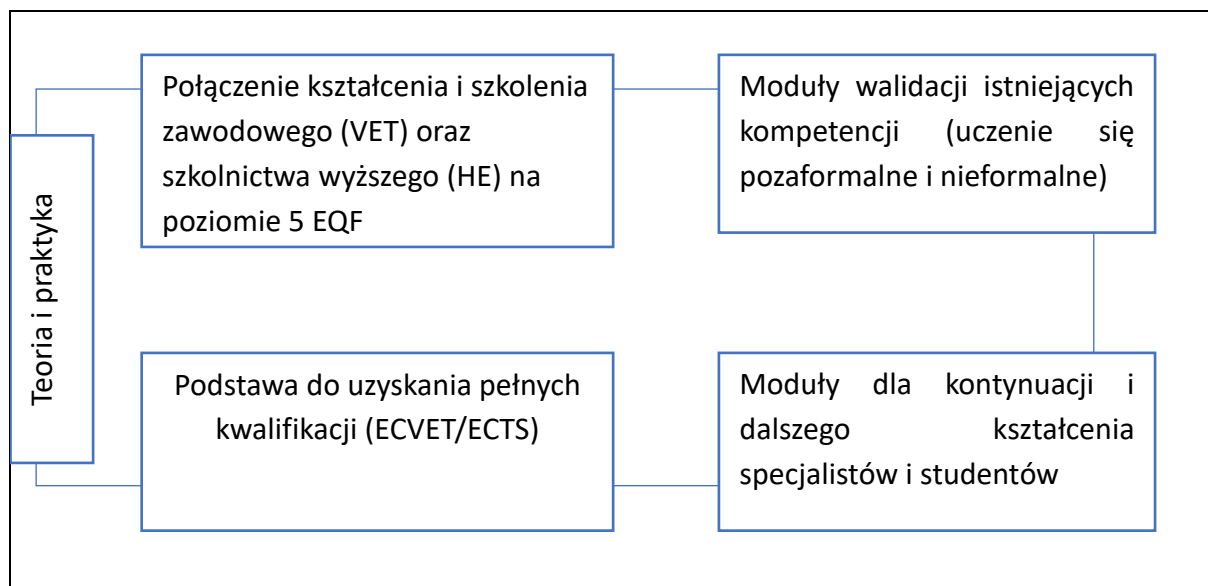 Teoria i praktyka
Połączenie kształcenia i szkolenia
zawodowego (VET) oraz
szkolnictwa wyższego (HE) na
poziomie 5 EQF
Moduły walidacji istniejących
kompetencji (uczenie się
pozaformalne i nieformalne)
Podstawa do uzyskania pełnych
kwalifikacji (ECVET/ECTS)
Moduły dla kontynuacji i
dalszego kształcenia
specjalistów i studentów